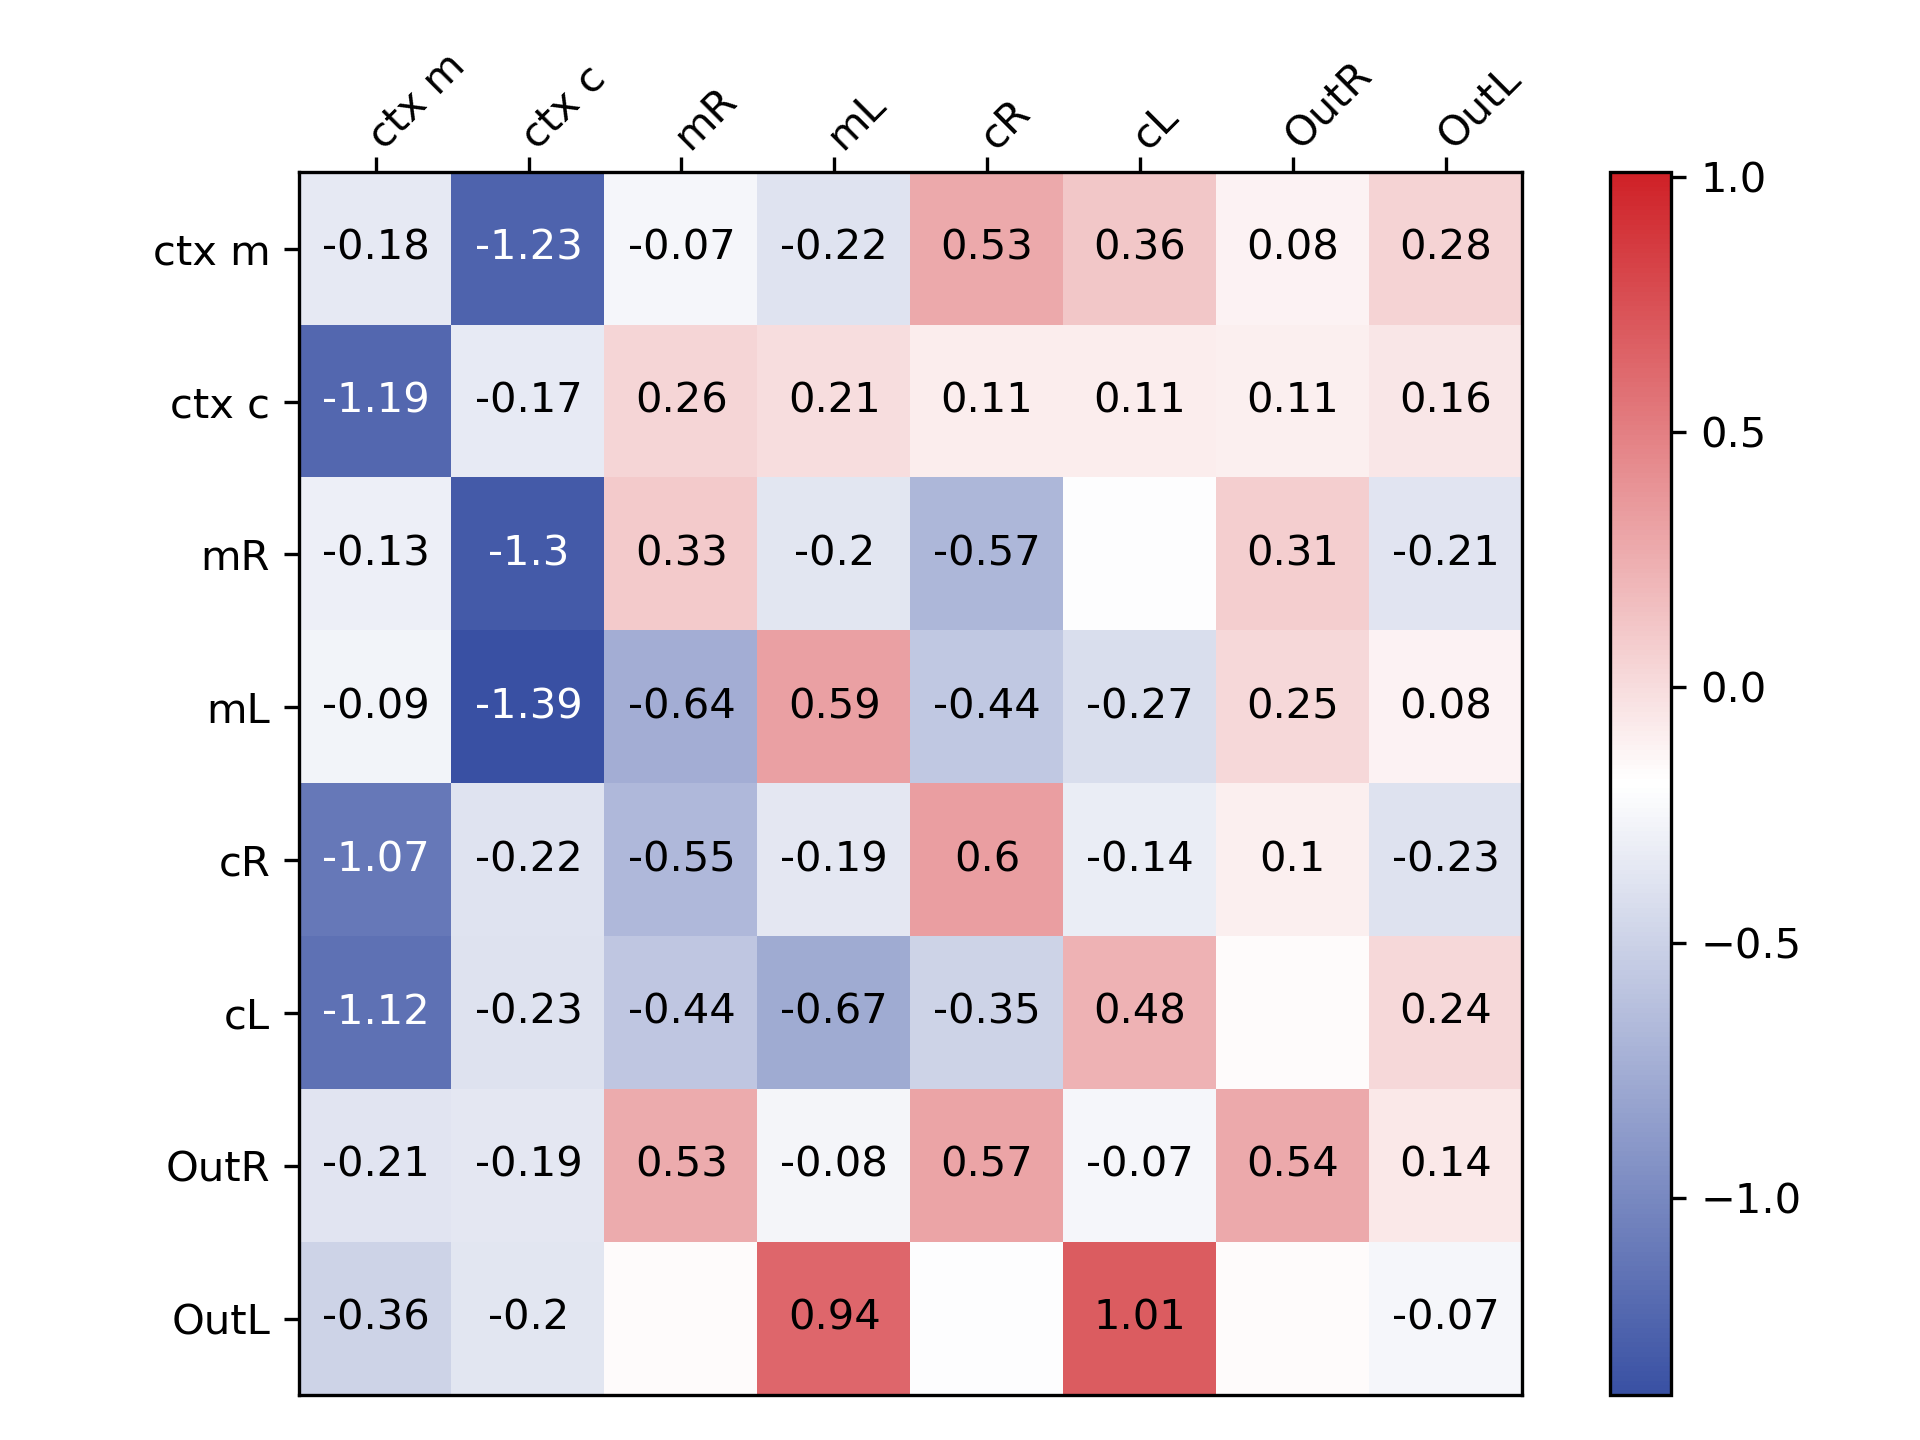 ctx m ctx c mR mL cR cL OutR OutL
ctx m -0.18 -1.23 -0.07 -0.22 0.53 0.36 0.08 0.28
ctx c -1.19 -0.17 0.26 0.21 0.11 0.11 0.11 0.16
mR -0.13 -1.3 0.33 -0.2 -0.57 0.31 -0.21
mL -0.09 -1.39 -0.64 0.59 -0.44 -0.27 0.25 0.08
cR -1.07 -0.22 -0.55 -0.19 0.6 -0.14 0.1 -0.23
cL -1.12 -0.23 -0.44 -0.67 -0.35 0.48 0.24
OutR -0.21 -0.19 0.53 -0.08 0.57 -0.07 0.54 0.14
OutL -0.36 -0.2 0.94 1.01 -0.07
1.0
0.5
0.0
−0.5
−1.0